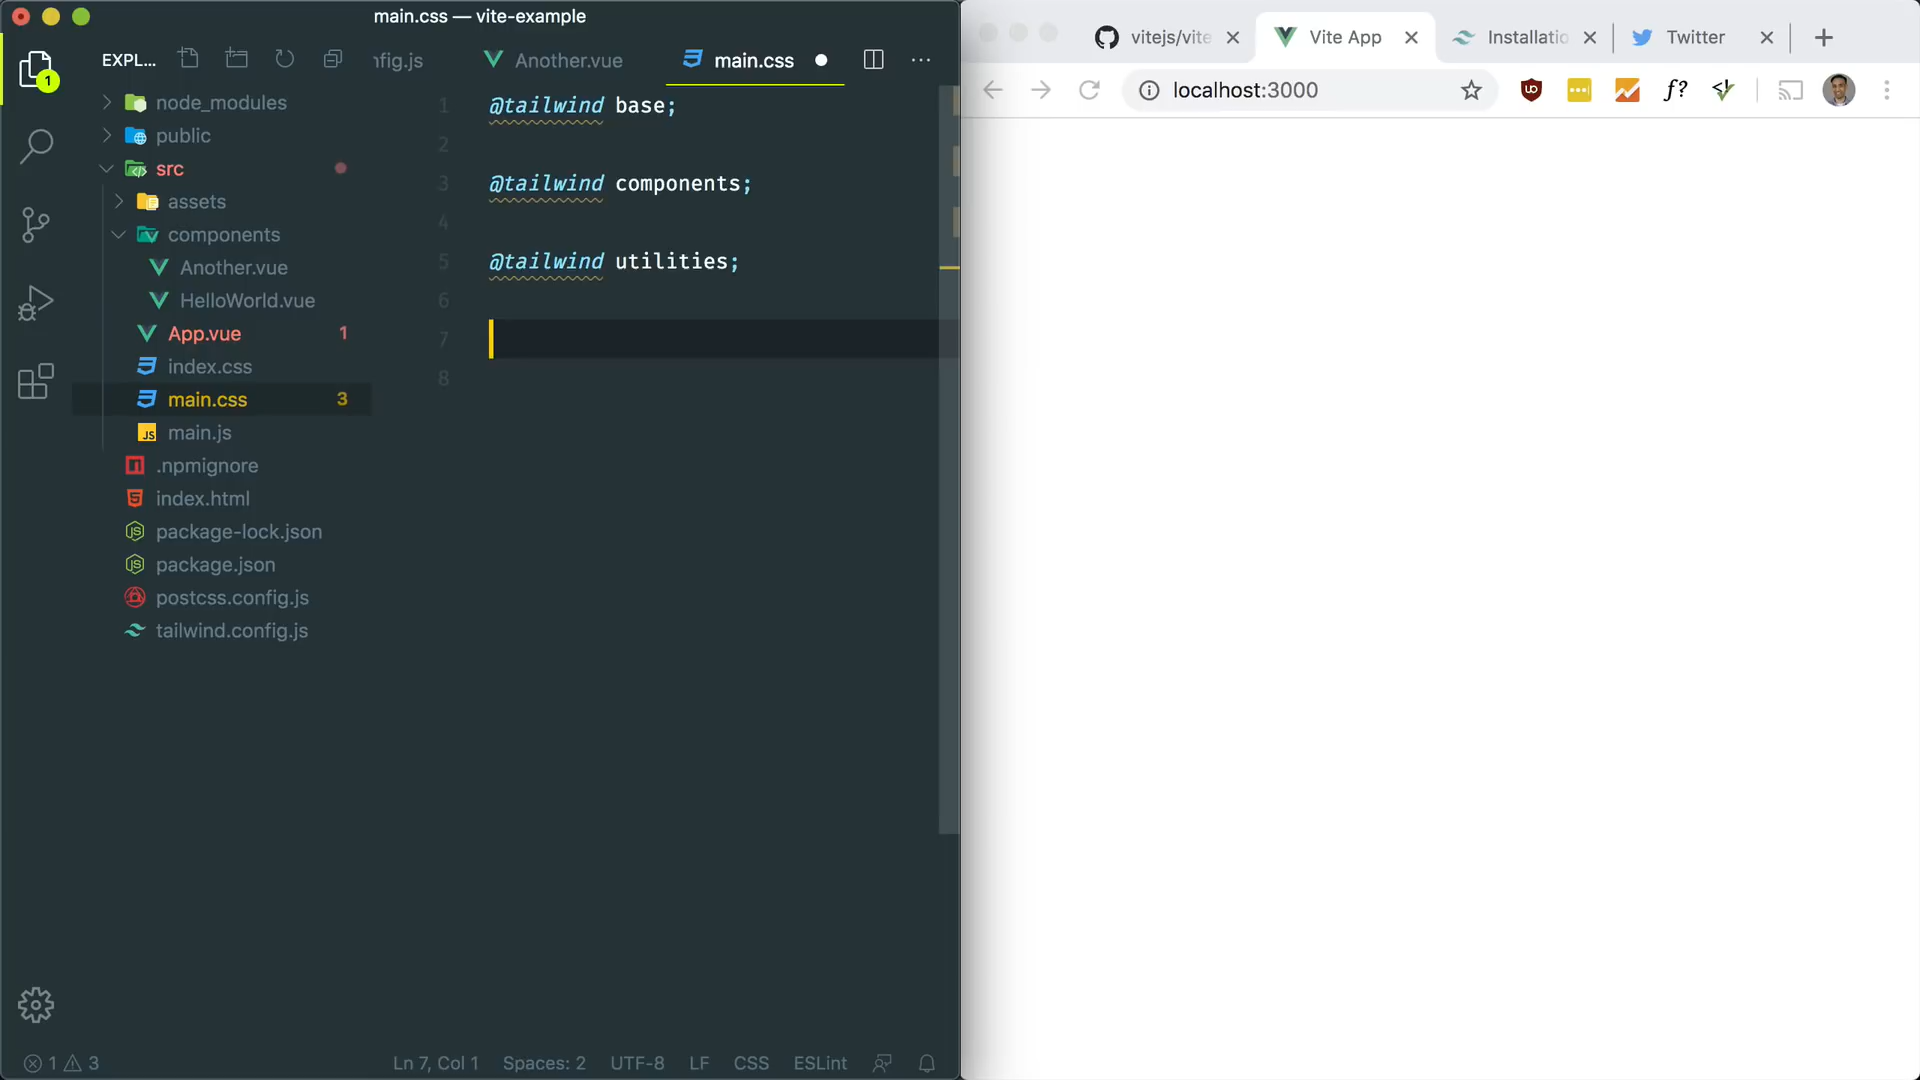 main.css — vite-example
EXPL...
nfig.js
Another.vue
main.css
node_modules
public
src
assets
components
Another.vue
HelloWorld.vue
App.vue 1
index.css
main.css 3
main.js
.npmignore
index.html
package-lock.json
package.json
postcss.config.js
tailwind.config.js
1
1 @tailwind base;
2
3 @tailwind components;
4
5 @tailwind utilities;
6
7
8
1 3
Ln 7, Col 1 Spaces: 2 UTF-8 LF CSS ESLint
vitejs/vite
Vite App
Installatio
Twitter
localhost:3000
f?